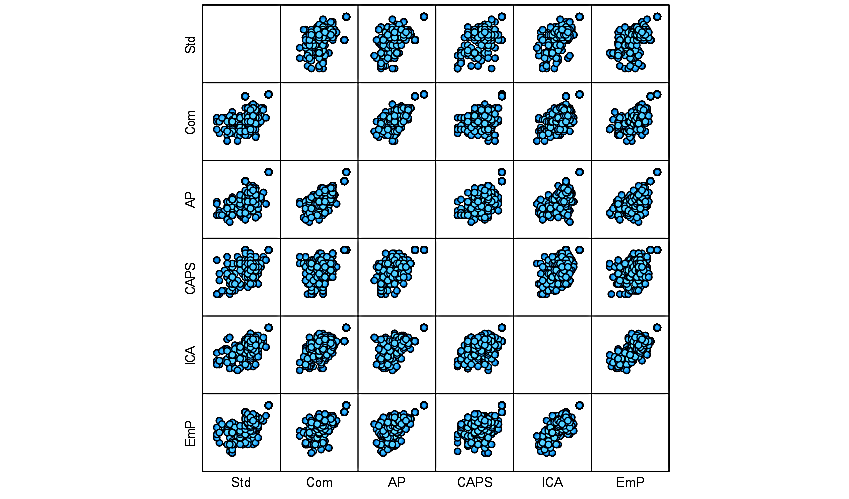 Std
Com
AP
CAPS
ICA
EmP
Std Com AP CAPS ICA EmP